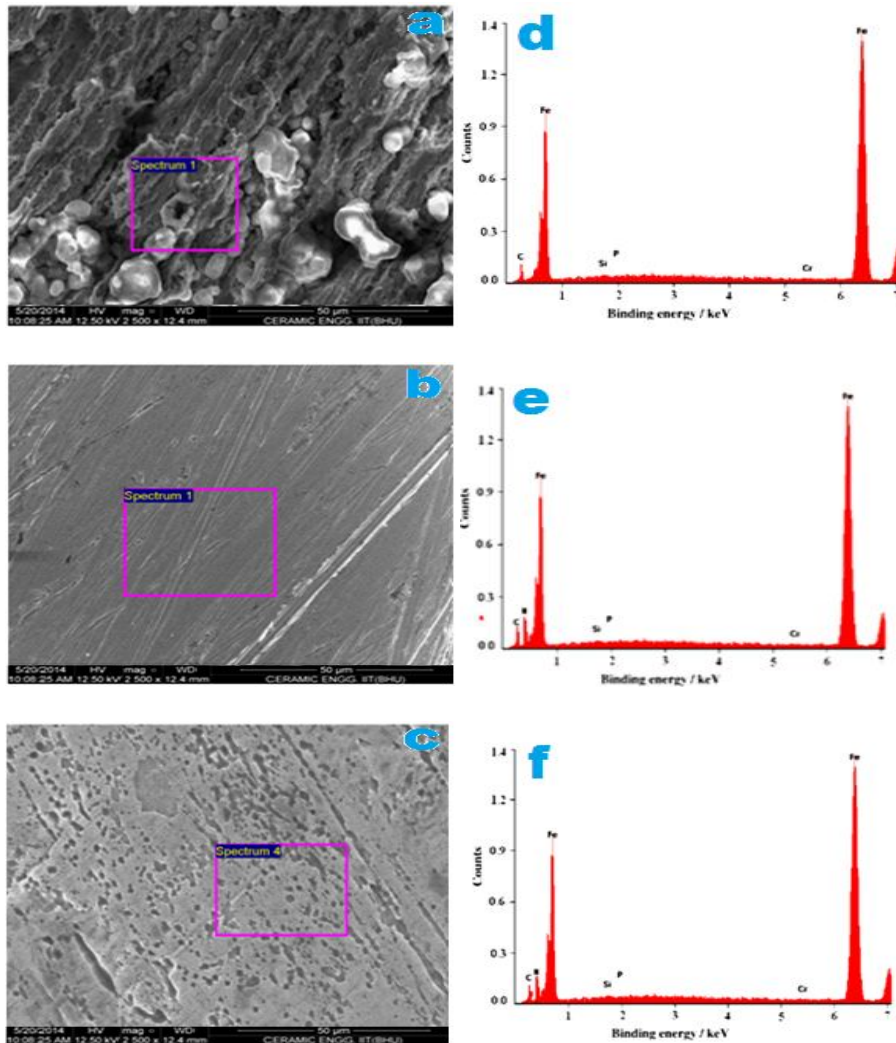 a
Spectrum 1
5/20/2014 HV mag WD 50 µm
10:08:25 AM 12.50 kV 2 500 x 12.4 mm CERAMIC ENGG. IIT(BHU)
d
Counts
1.4
0.9
0.6
0.3
0.0
C
Fe
Si
P
Cr
Fe
1 2 3 4 5 6 7
Binding energy / keV
b
Spectrum 1
5/20/2014 HV mag WD 50 µm
10:08:25 AM 12.50 kV 2 500 x 12.4 mm CERAMIC ENGG. IIT(BHU)
e
Counts
1.4
1.2
0.9
0.6
0.3
0.0
C
Fe
Si
P
Cr
Fe
1 2 3 4 5 6 7
Binding energy / keV
c
Spectrum 4
5/20/2014 HV mag WD 50 µm
10:08:25 AM 12.50 kV 2 500 x 12.4 mm CERAMIC ENGG. IIT(BHU)
f
Counts
1.4
1.2
0.9
0.6
0.3
0.0
C
Fe
Si
P
Cr
Fe
1 2 3 4 5 6 7
Binding energy / keV